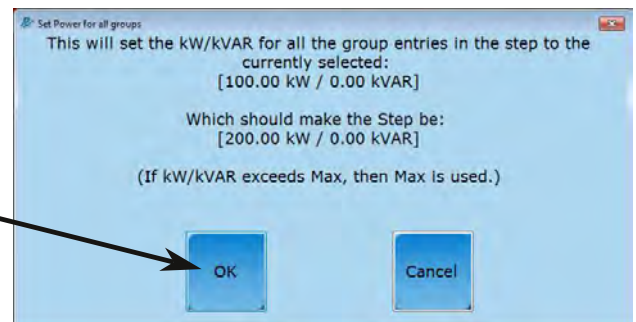 Set Power for all groups
This will set the kW/kVAR for all the group entries in the step to the
currently selected:
[100.00 kW / 0.00 kVAR]
Which should make the Step be:
[200.00 kW / 0.00 kVAR]
(If kW/kVAR exceeds Max, then Max is used.)
OK
Cancel